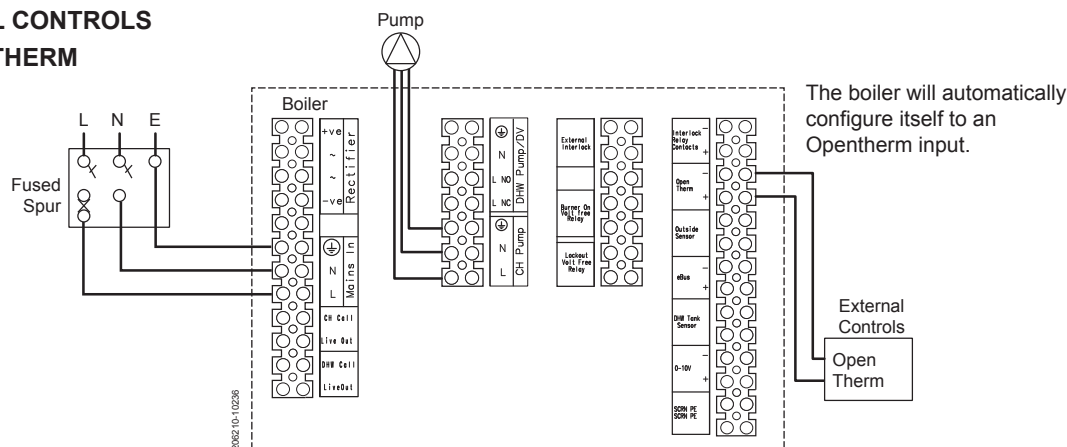 L CONTROLS
THERM
Pump
The boiler will automatically
configure itself to an
Opentherm input.
Boiler
L N E
Fused
Spur
+ve
~
~
-ve
Rectifier
N
L
Mains In
CH Call
Live Out
DHW Call
LiveOut
N
L NO
L NC
DHW Pump/DV
N
L
CH Pump
External
Interlock
Burner On
Volt free
Relay
Lockout
Volt Free
Relay
Interlock -
Relay
Contacts +
-
Open
Therm
+
Outside
Sensor
-
eBus
+
DHW Tank
Sensor
-
0-10V
+
SCRN PE
SCRN PE
External
Controls
Open
Therm
206210-10236